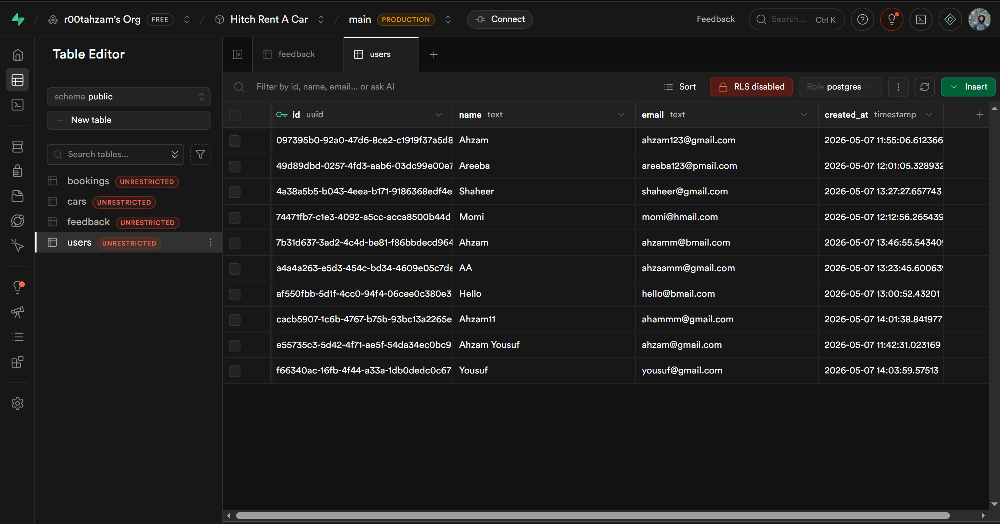 r00tahzam's Org FREE Hitch Rent A Car main PRODUCTION Connect Feedback Search... Ctrl K
Table Editor
feedback users
schema public
New table
Search tables...
bookings UNRESTRICTED
cars UNRESTRICTED
feedback UNRESTRICTED
users UNRESTRICTED
Filter by id, name, email... or ask AI Sort RLS disabled Role postgres Insert
id uuid name text email text created_at timestamp
097395b0-92a0-47d6-8ce2-c1919f37a5d8 Ahzam ahzam123@gmail.com 2026-05-07 11:55:06.612366
49d89dbd-0257-4fd3-aab6-03dc99e00e7 Areeba areeba123@pmail.com 2026-05-07 12:01:05.328932
4a38a5b5-b043-4eea-b171-9186368edf4e Shaheer shaheer@gmail.com 2026-05-07 13:27:27.657743
74471fb7-c1e3-4092-a5cc-acca8500b44d Momi momi@hmail.com 2026-05-07 12:12:56.265439
7b31d637-3ad2-4c4d-be81-f86bbdecd964 Ahzam ahzamm@bmail.com 2026-05-07 13:46:55.543409
a4a4a263-e5d3-454c-bd34-4609e05c7de AA ahzaamm@gmail.com 2026-05-07 13:23:45.600639
af550fbb-5d1f-4cc0-94f4-06cee0c380e3 Hello hello@bmail.com 2026-05-07 13:00:52.43201
cacb5907-1c6b-4767-b75b-93bc13a2265e Ahzam11 ahammm@gmail.com 2026-05-07 14:01:38.841977
e55735c3-5d42-4f71-ae5f-54da34ec0bc9 Ahzam Yousuf ahzam@gmail.com 2026-05-07 11:42:31.023169
f66340ac-16fb-4f44-a33a-1db0dedc0c67 Yousuf yousuf@gmail.com 2026-05-07 14:03:59.57513